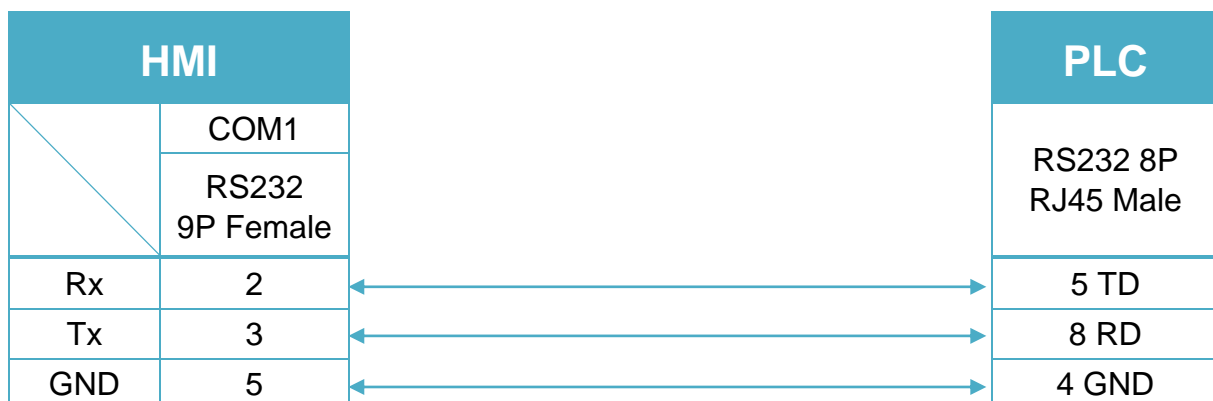 HMI
PLC
COM1
RS232
9P Female
RS232 8P
RJ45 Male
Rx 2 5 TD
Tx 3 8 RD
GND 5 4 GND